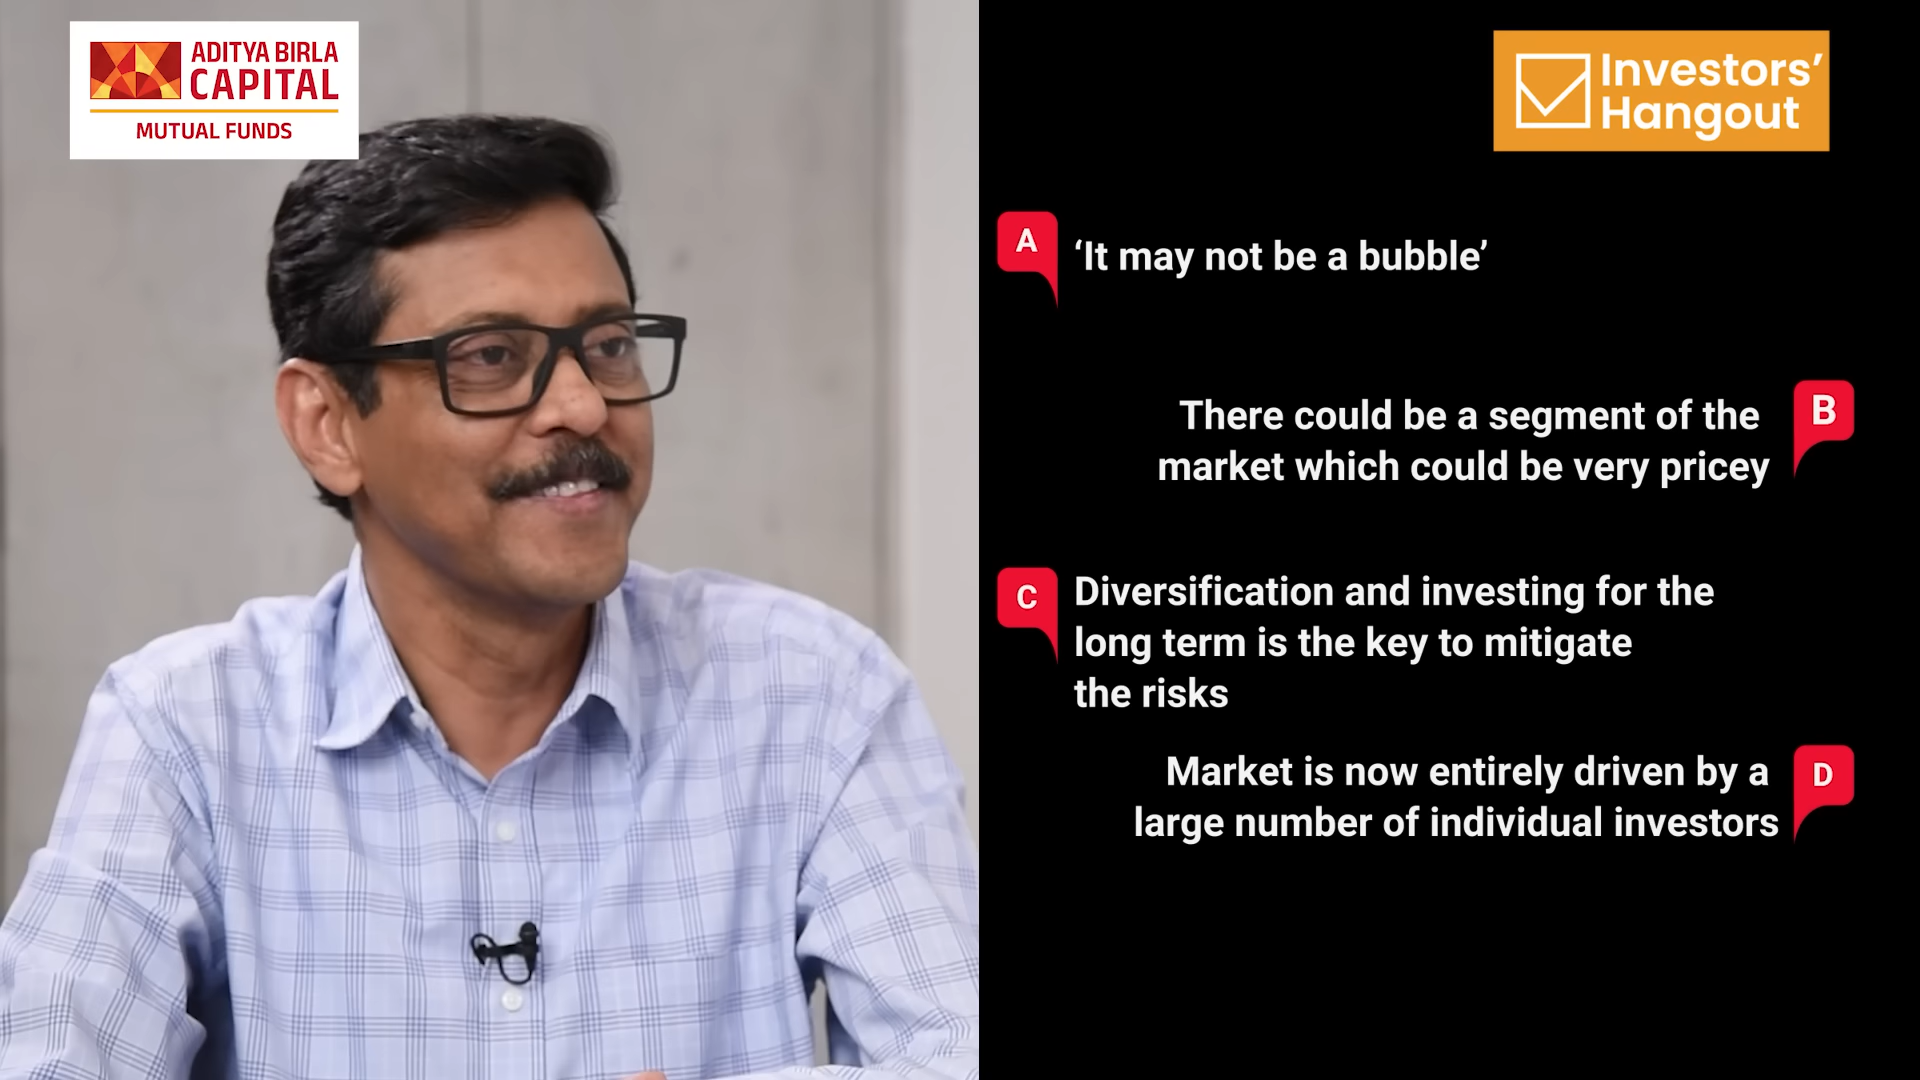 ADITYA BIRLA
CAPITAL
MUTUAL FUNDS
Investors’
Hangout
A
‘It may not be a bubble’
There could be a segment of the
market which could be very pricey
B
C
Diversification and investing for the
long term is the key to mitigate
the risks
Market is now entirely driven by a
large number of individual investors
D